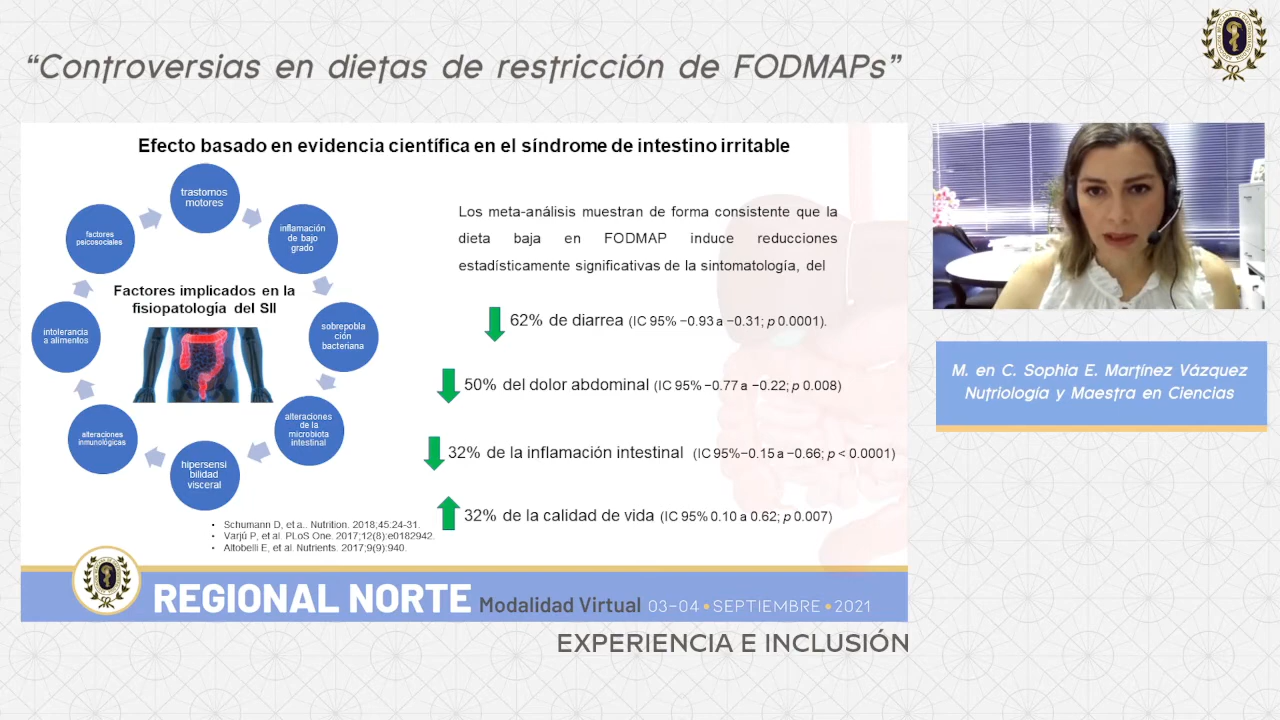 “Controversias en dietas de restricción de FODMAPs”
Efecto basado en evidencia científica en el síndrome de intestino irritable
trastornos
motores
inflamación
de bajo
grado
sobrepobla
ción
bacteriana
alteraciones
de la
microbiota
intestinal
hipersensi
bilidad
visceral
alteraciones
inmunológicas
intolerancia
a alimentos
factores
psicosociales
Factores implicados en la
fisiopatología del SII
Los meta-análisis muestran de forma consistente que la
dieta baja en FODMAP induce reducciones
estadísticamente significativas de la sintomatología, del
62% de diarrea (IC 95% −0.93 a −0.31; p 0.0001).
50% del dolor abdominal (IC 95% −0.77 a −0.22; p 0.008)
32% de la inflamación intestinal (IC 95%−0.15 a −0.66; p < 0.0001)
32% de la calidad de vida (IC 95% 0.10 a 0.62; p 0.007)
• Schumann D, et a.. Nutrition. 2018;45:24-31.
• Varjú P, et al. PLoS One. 2017;12(8):e0182942.
• Altobelli E, et al. Nutrients. 2017;9(9):940.
REGIONAL NORTE Modalidad Virtual 03-04 • SEPTIEMBRE • 2021
EXPERIENCIA E INCLUSIÓN
M. en C. Sophia E. Martínez Vázquez
Nutriología y Maestra en Ciencias